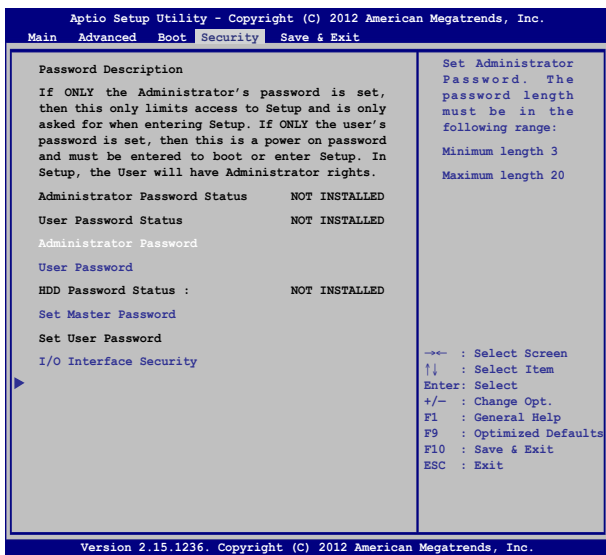 Aptio Setup Utility - Copyright (C) 2012 American Megatrends, Inc.
Main Advanced Boot Security Save & Exit
Password Description
If ONLY the Administrator's password is set,
then this only limits access to Setup and is only
asked for when entering Setup. If ONLY the user's
password is set, then this is a power on password
and must be entered to boot or enter Setup. In
Setup, the User will have Administrator rights.
Administrator Password Status NOT INSTALLED
User Password Status NOT INSTALLED
Administrator Password
User Password
HDD Password Status : NOT INSTALLED
Set Master Password
Set User Password
I/O Interface Security
Set Administrator
Password. The
password length
must be in the
following range:
Minimum length 3
Maximum length 20
→← : Select Screen
↑↓ : Select Item
Enter: Select
+/— : Change Opt.
F1 : General Help
F9 : Optimized Defaults
F10 : Save & Exit
ESC : Exit
Version 2.15.1236. Copyright (C) 2012 American Megatrends, Inc.